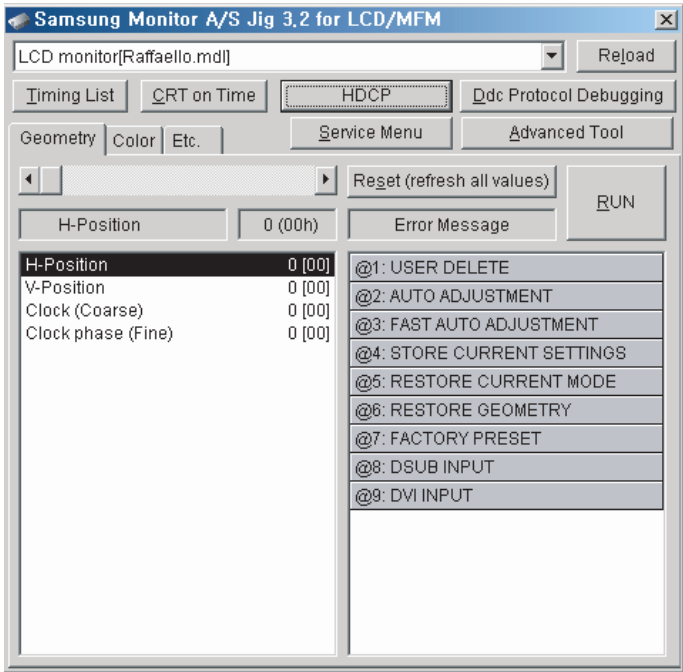 Samsung Monitor A/S Jig 3.2 for LCD/MFM
LCD monitor[Raffaello.mdl]
Reload
Timing List
CRT on Time
HDCP
Ddc Protocol Debugging
Geometry
Color
Etc.
Service Menu
Advanced Tool
Reset (refresh all values)
RUN
H-Position
0 (00h)
Error Message
H-Position 0 [00]
V-Position 0 [00]
Clock (Coarse) 0 [00]
Clock phase (Fine) 0 [00]
@1: USER DELETE
@2: AUTO ADJUSTMENT
@3: FAST AUTO ADJUSTMENT
@4: STORE CURRENT SETTINGS
@5: RESTORE CURRENT MODE
@6: RESTORE GEOMETRY
@7: FACTORY PRESET
@8: DSUB INPUT
@9: DVI INPUT